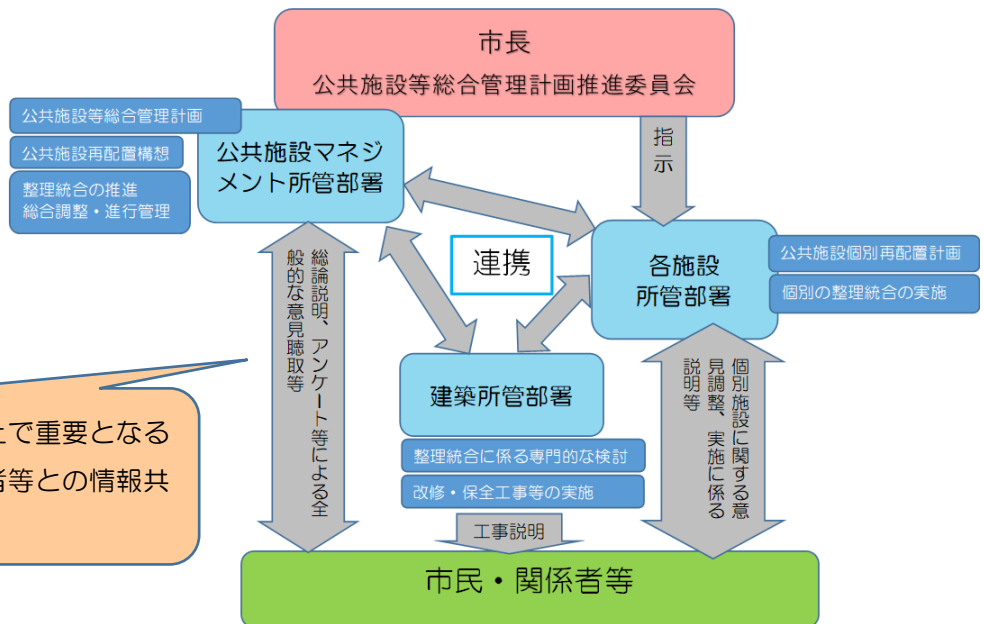 市長
公共施設等総合管理計画推進委員会
公共施設等総合管理計画
公共施設再配置構想
整理統合の推進
総合調整・進行管理
公共施設マネジ
メント所管部署
指示
連携
各施設
所管部署
公共施設個別再配置計画
個別の整理統合の実施
総論説明、アンケート等による全
般的な意見聴取等
建築所管部署
整理統合に係る専門的な検討
改修・保全工事等の実施
個別施設に関する意
見調整、実施に係る
説明等
上で重要となる
者等との情報共
工事説明
市民・関係者等